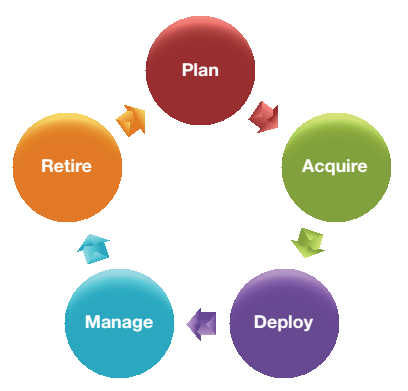 Plan
Acquire
Deploy
Manage
Retire